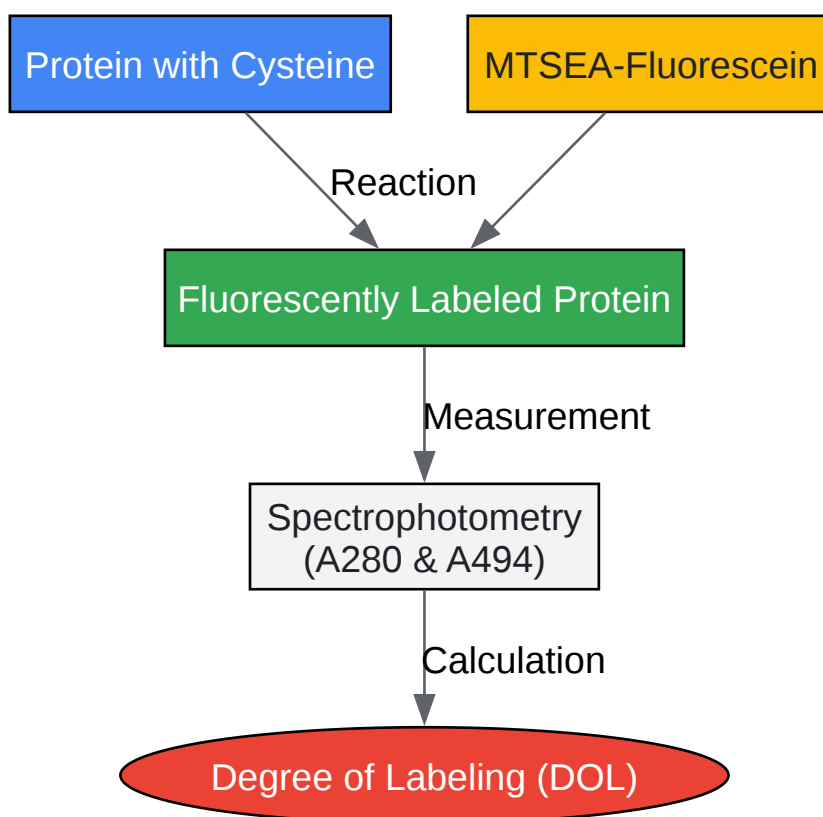 Protein with Cysteine
MTSEA-Fluorescein
Reaction
Fluorescently Labeled Protein
Measurement
Spectrophotometry
(A280 & A494)
Calculation
Degree of Labeling (DOL)